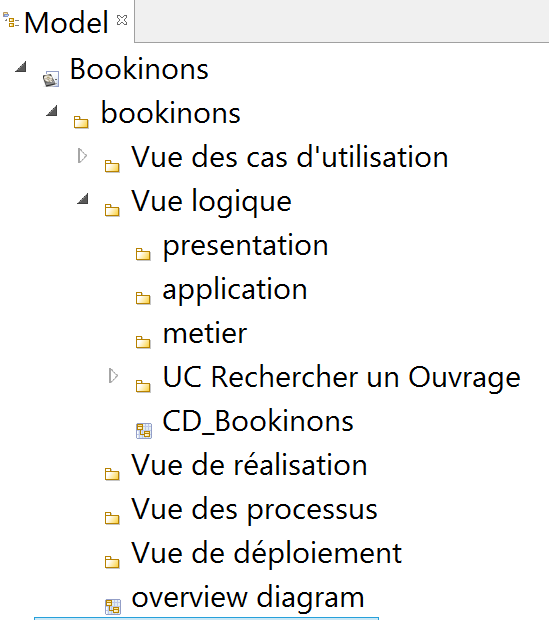 Model
Bookinons
bookinons
Vue des cas d'utilisation
Vue logique
presentation
application
metier
UC Rechercher un Ouvrage
CD_Bookinons
Vue de réalisation
Vue des processus
Vue de déploiement
overview diagram